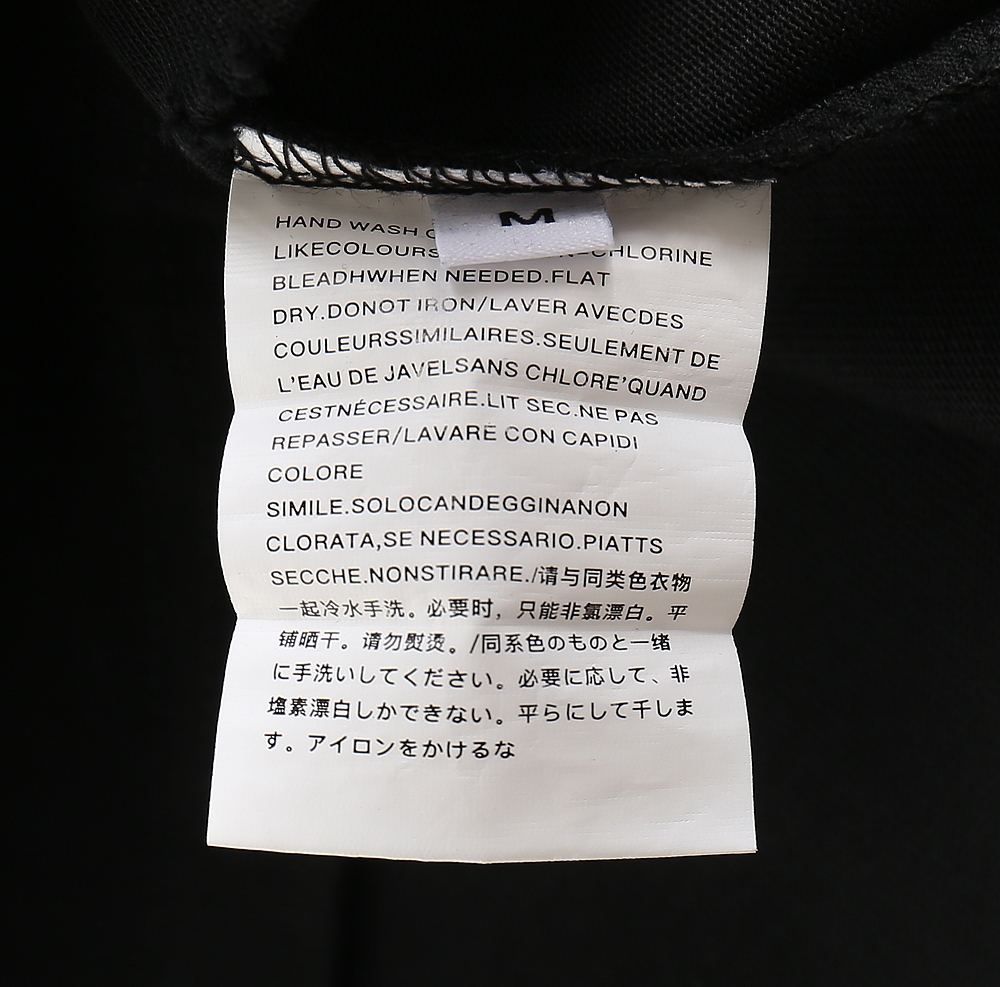 M
HAND WASH
LIKECOLOURS CHLORINE
BLEADHWHEN NEEDED.FLAT
DRY.DONOT IRON/LAVER AVECDES
COULEURSSIMILAIRES.SEULEMENT DE
L'EAU DE JAVELSANS CHLORE'QUAND
CESTNÉCESSAIRE.LIT SEC.NE PAS
REPASSER/LAVARE CON CAPIDI
COLORE
SIMILE.SOLOCANDEGGINANON
CLORATA,SE NECESSARIO.PIATTS
SECCHE.NONSTIRARE./请与同类色衣物
一起冷水手洗。必要时，只能非氯漂白。平
铺晒干。请勿熨烫。/同系色のものと一绪
に手洗いしてください。必要に応して、非
塩素漂白しかできない。平らにして干しま
す。アイロンをかけるな